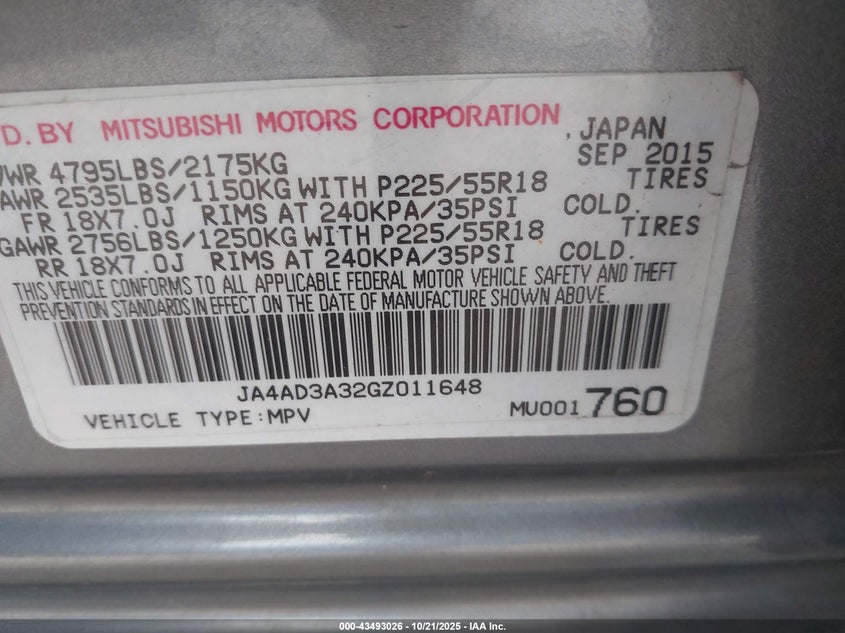 D. BY MITSUBISHI MOTORS CORPORATION, JAPAN
WR 4795LBS/2175KG SEP 2015
AWR 2535LBS/1150KG WITH P225/55R18 TIRES
FR 18X7.0J RIMS AT 240KPA/35PSI COLD.
GAWR 2756LBS/1250KG WITH P225/55R18 TIRES
RR 18X7.0J RIMS AT 240KPA/35PSI COLD.
THIS VEHICLE CONFORMS TO ALL APPLICABLE FEDERAL MOTOR VEHICLE SAFETY AND THEFT
PREVENTION STANDARDS IN EFFECT ON THE DATE OF MANUFACTURE SHOWN ABOVE.
JA4AD3A32GZ011648
VEHICLE TYPE:MPV MU001 760
000-43493026 - 10/21/2025 - IAA Inc.